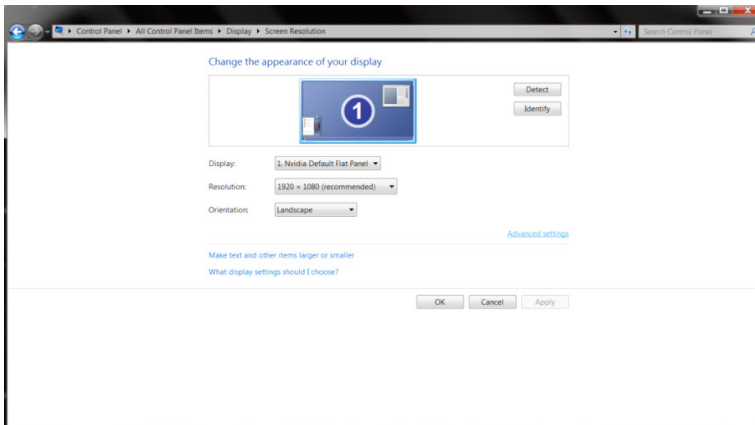 Control Panel ▸ All Control Panel Items ▸ Display ▸ Screen Resolution
Search Control Panel
Change the appearance of your display
1
Detect
Identify
Display: 1. Nvidia Default Flat Panel
Resolution: 1920 × 1080 (recommended)
Orientation: Landscape
Advanced settings
Make text and other items larger or smaller
What display settings should I choose?
OK Cancel Apply